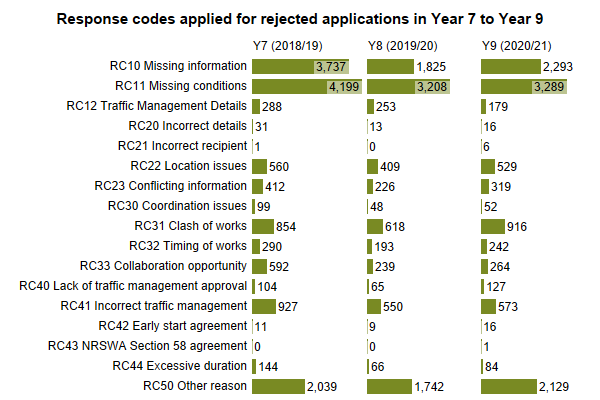 Response codes applied for rejected applications in Year 7 to Year 9
Y7 (2018/19) Y8 (2019/20) Y9 (2020/21)
RC10 Missing information 3,737 1,825 2,293
RC11 Missing conditions 4,199 3,208 3,289
RC12 Traffic Management Details 288 253 179
RC20 Incorrect details 31 13 16
RC21 Incorrect recipient 1 0 6
RC22 Location issues 560 409 529
RC23 Conflicting information 412 226 319
RC30 Coordination issues 99 48 52
RC31 Clash of works 854 618 916
RC32 Timing of works 290 193 242
RC33 Collaboration opportunity 592 239 264
RC40 Lack of traffic management approval 104 65 127
RC41 Incorrect traffic management 927 550 573
RC42 Early start agreement 11 9 16
RC43 NRSWA Section 58 agreement 0 0 1
RC44 Excessive duration 144 66 84
RC50 Other reason 2,039 1,742 2,129